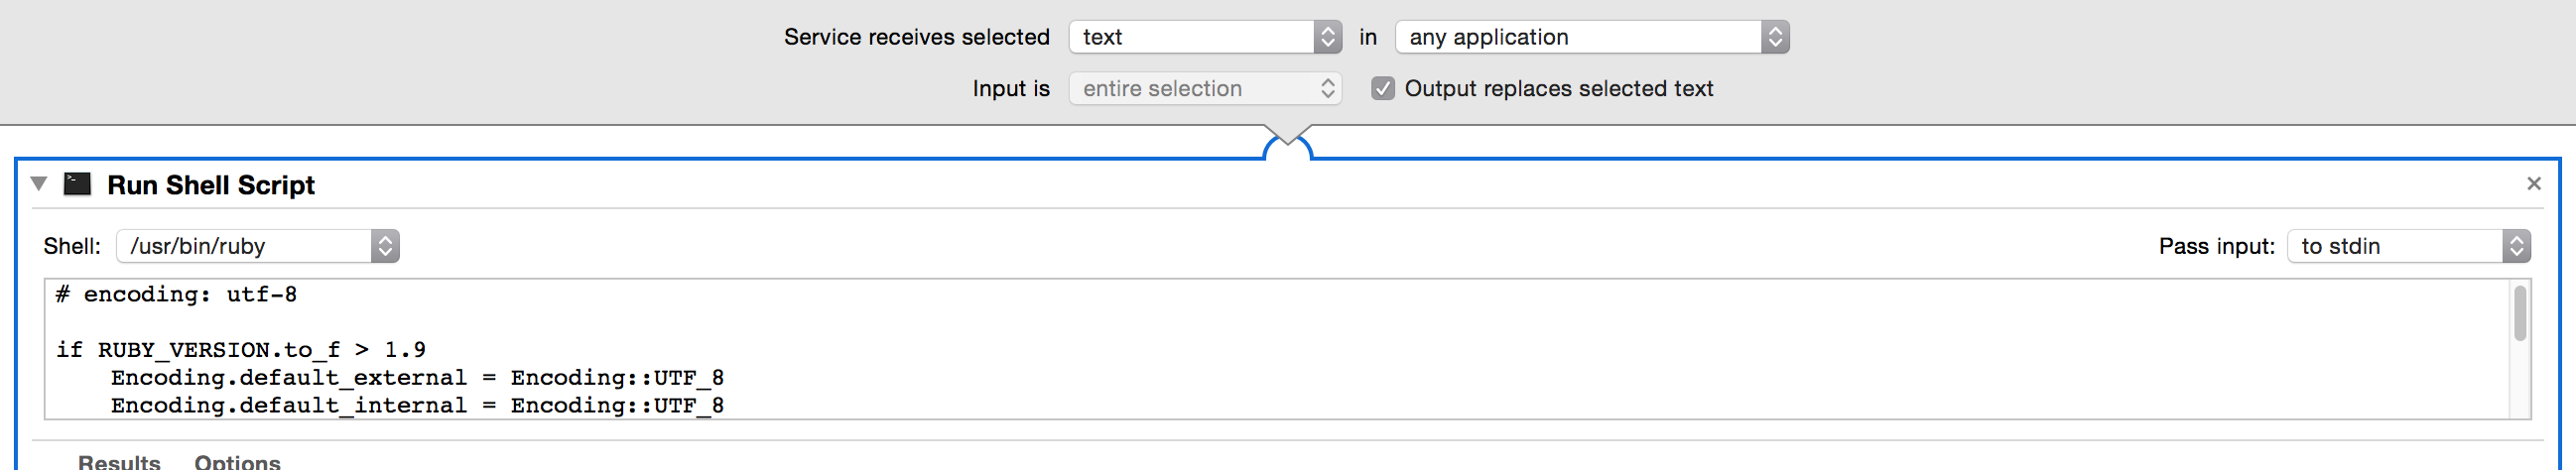 Service receives selected text in any application
Input is entire selection Output replaces selected text
Run Shell Script
Shell: /usr/bin/ruby Pass input: to stdin
# encoding: utf-8
if RUBY_VERSION.to_f > 1.9
Encoding.default_external = Encoding::UTF_8
Encoding.default_internal = Encoding::UTF_8
Results Options